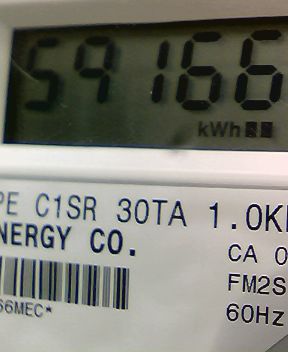 59166
kWh
PE C1SR 30TA 1.0K
NERGY CO.
CA 0
FM2S
60Hz
66MEC*